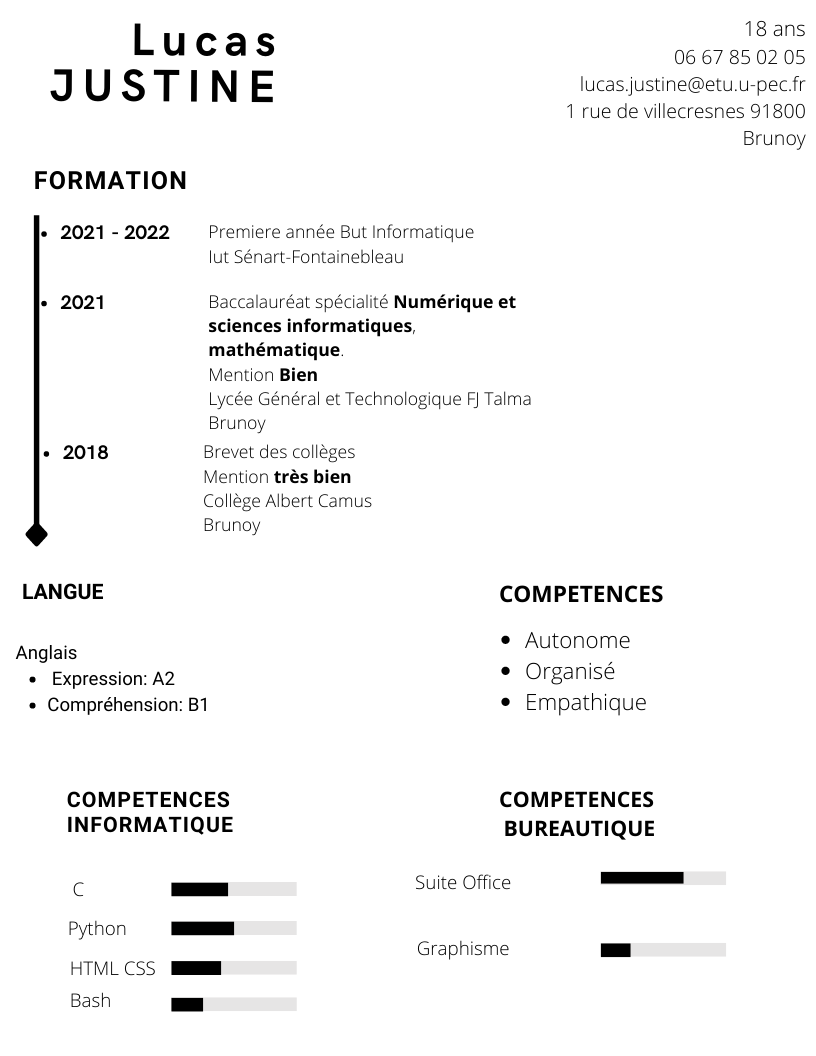 Lucas
JUSTINE
18 ans
06 67 85 02 05
lucas.justine@etu.u-pec.fr
1 rue de villecresnes 91800
Brunoy
FORMATION
• 2021 - 2022 Premiere année But Informatique
Iut Sénart-Fontainebleau
• 2021 Baccalauréat spécialité Numérique et
sciences informatiques,
mathématique.
Mention Bien
Lycée Général et Technologique FJ Talma
Brunoy
• 2018 Brevet des collèges
Mention très bien
Collège Albert Camus
Brunoy
LANGUE
Anglais
• Expression: A2
• Compréhension: B1
COMPETENCES
• Autonome
• Organisé
• Empathique
COMPETENCES
INFORMATIQUE
C
Python
HTML CSS
Bash
COMPETENCES
BUREAUTIQUE
Suite Office
Graphisme